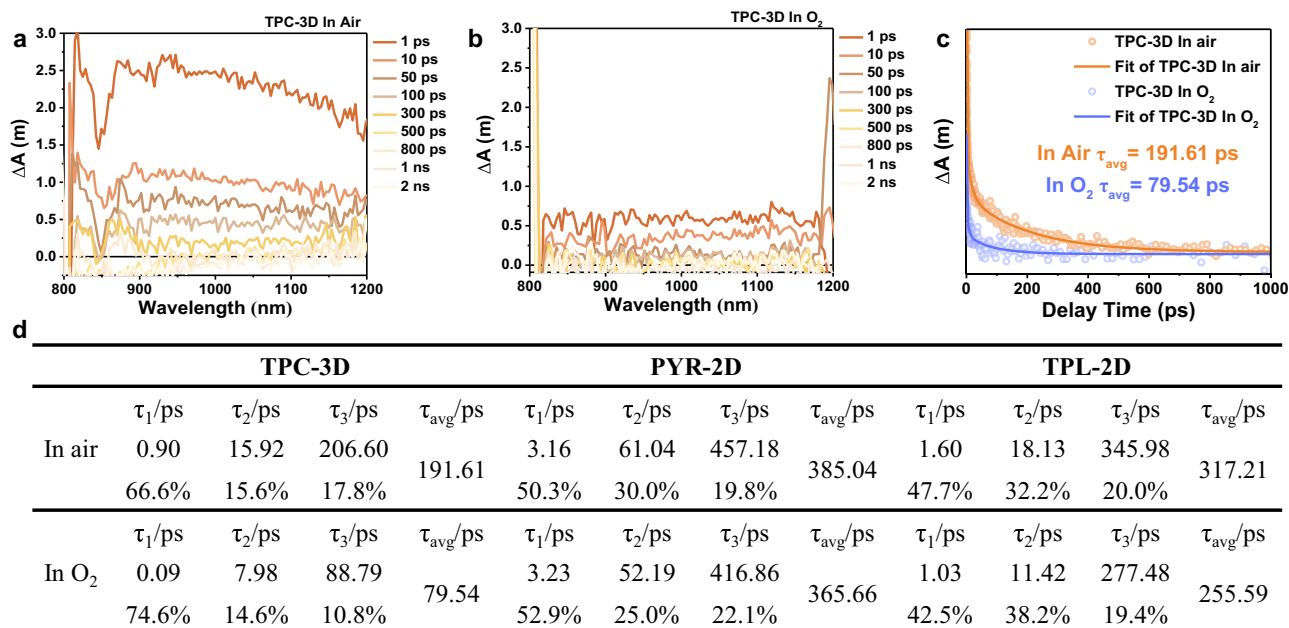 TPC-3D In Air
a
3.0
2.5
2.0
1.5
1.0
0.5
0.0
ΔA (m)
800 900 1000 1100 1200
Wavelength (nm)
1 ps
10 ps
50 ps
100 ps
300 ps
500 ps
800 ps
1 ns
2 ns
TPC-3D In O₂
b
3.0
2.5
2.0
1.5
1.0
0.5
0.0
ΔA (m)
800 900 1000 1100 1200
Wavelength (nm)
1 ps
10 ps
50 ps
100 ps
300 ps
500 ps
800 ps
1 ns
2 ns
c
ΔA (m)
TPC-3D In air
Fit of TPC-3D In air
TPC-3D In O₂
Fit of TPC-3D In O₂
In Air τavg= 191.61 ps
In O₂ τavg= 79.54 ps
0 200 400 600 800 1000
Delay Time (ps)
d
TPC-3D PYR-2D TPL-2D
τ₁/ps τ₂/ps τ₃/ps τavg/ps τ₁/ps τ₂/ps τ₃/ps τavg/ps τ₁/ps τ₂/ps τ₃/ps τavg/ps
In air 0.90 15.92 206.60 191.61 3.16 61.04 457.18 385.04 1.60 18.13 345.98 317.21
66.6% 15.6% 17.8% 50.3% 30.0% 19.8% 47.7% 32.2% 20.0%
τ₁/ps τ₂/ps τ₃/ps τavg/ps τ₁/ps τ₂/ps τ₃/ps τavg/ps τ₁/ps τ₂/ps τ₃/ps τavg/ps
In O₂ 0.09 7.98 88.79 79.54 3.23 52.19 416.86 365.66 1.03 11.42 277.48 255.59
74.6% 14.6% 10.8% 52.9% 25.0% 22.1% 42.5% 38.2% 19.4%